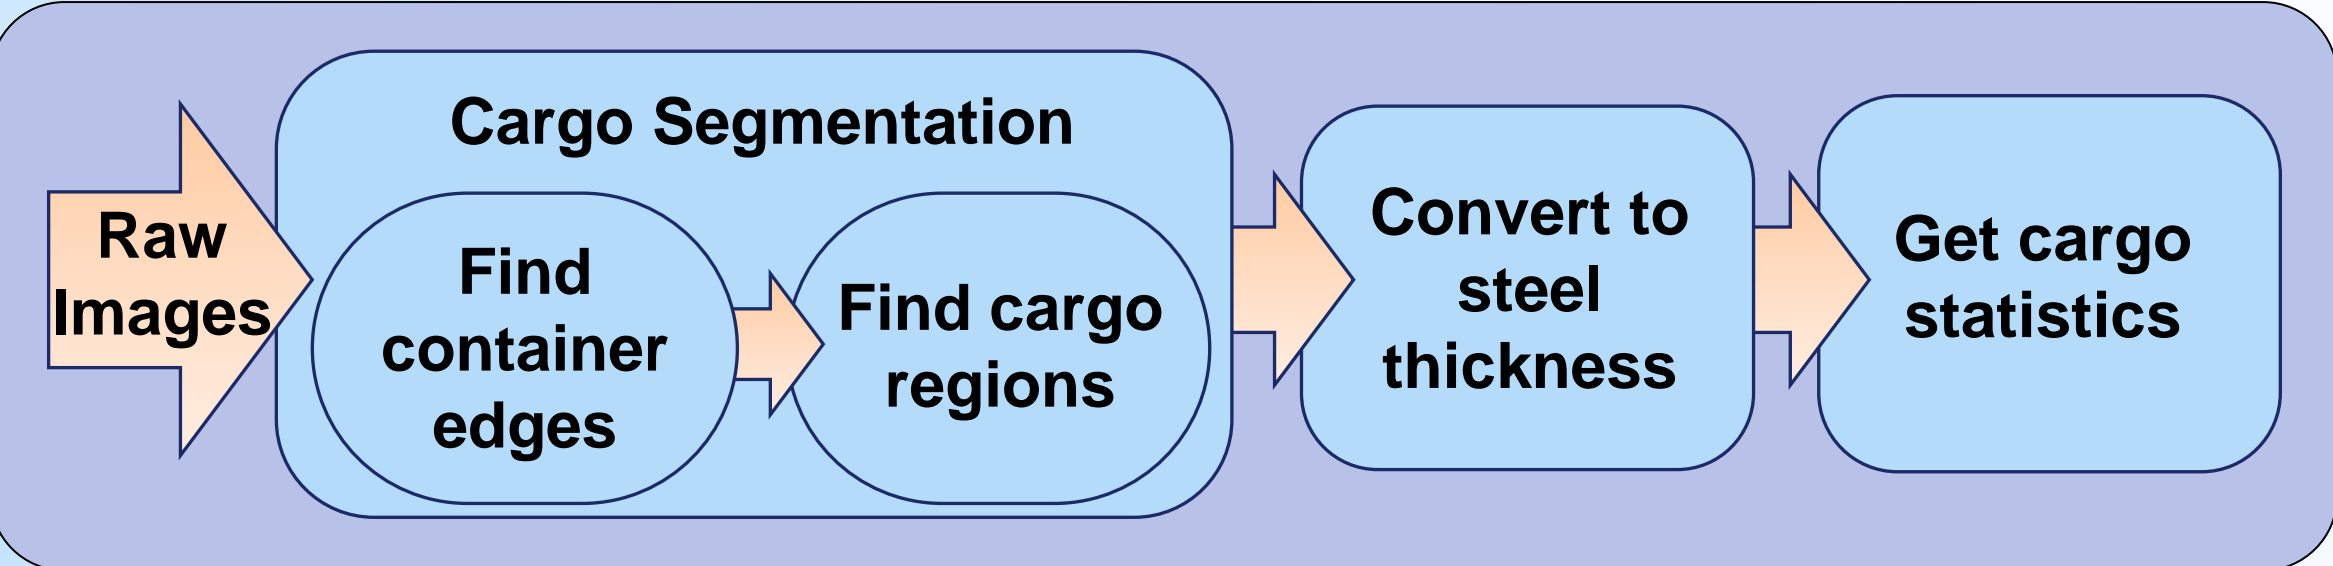 Cargo Segmentation
Raw
Images
Find
container
edges
Find cargo
regions
Convert to
steel
thickness
Get cargo
statistics